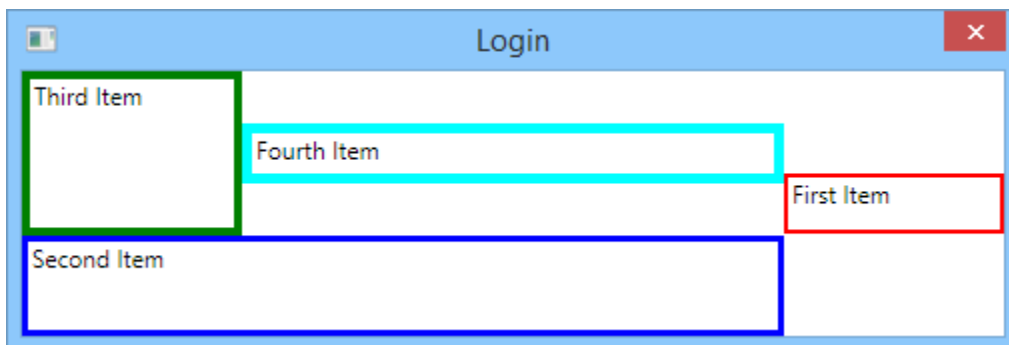 Login
Third Item
Fourth Item
First Item
Second Item